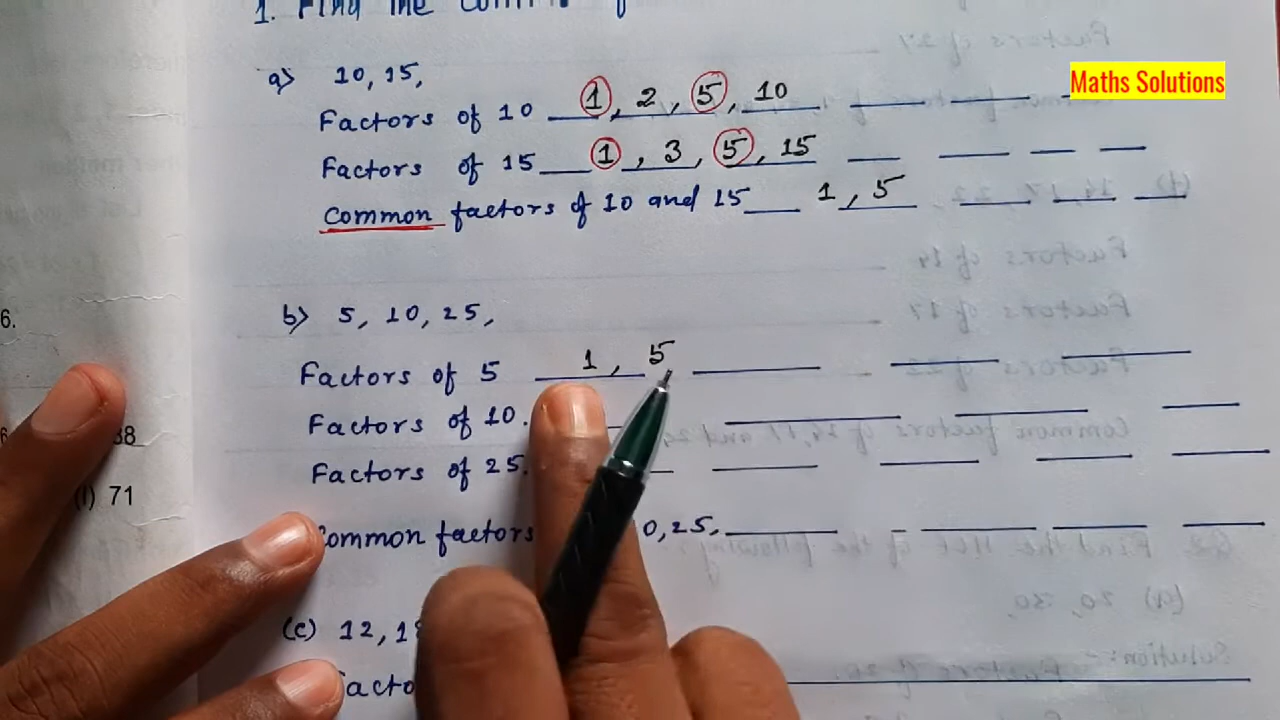 1. Find the
Maths Solutions
a) 10, 15,
Factors of 10 1, 2, 5, 10
Factors of 15 1, 3, 5, 15
Common factors of 10 and 15 1, 5
b) 5, 10, 25,
Factors of 5 1, 5
Factors of 10.
Factors of 25.
Common factors 0,25.
(c) 12, 18
Facto
6.
38
(l) 71